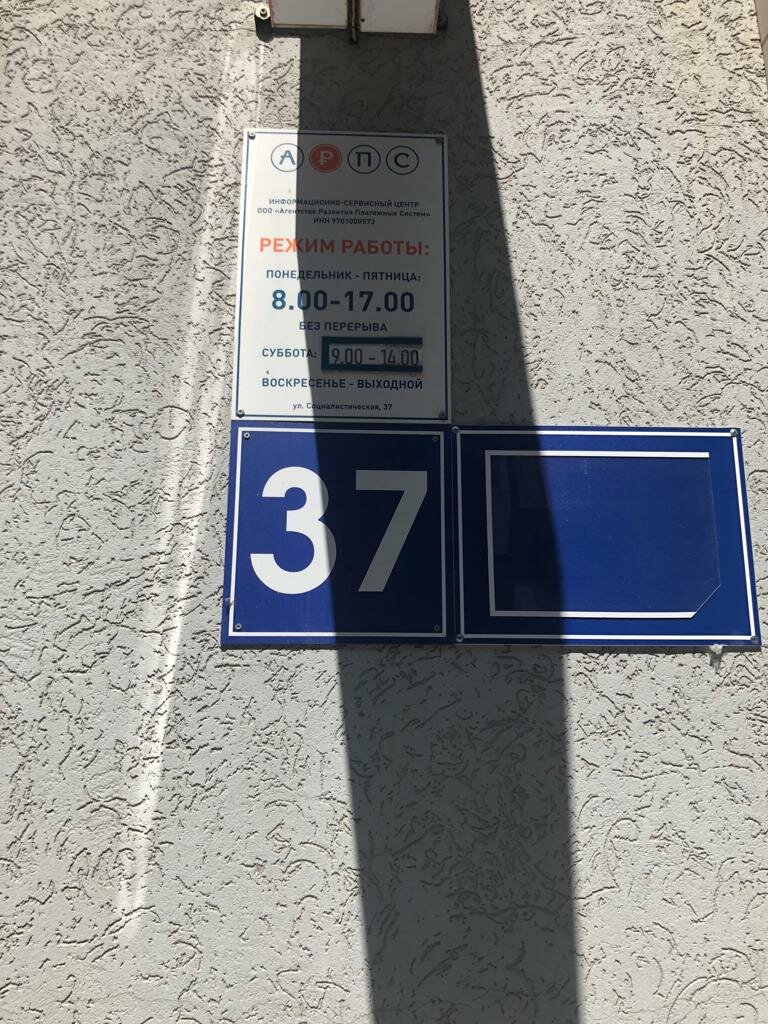 АРПС
ИНФОРМАЦИОННО-СЕРВИСНЫЙ ЦЕНТР
ООО «Агентство Развития Платежных Систем»
ИНН 9701000573
РЕЖИМ РАБОТЫ:
ПОНЕДЕЛЬНИК - ПЯТНИЦА:
8.00-17.00
БЕЗ ПЕРЕРЫВА
СУББОТА: 9.00 - 14.00
ВОСКРЕСЕНЬЕ - ВЫХОДНОЙ
ул. Социалистическая, 37
37